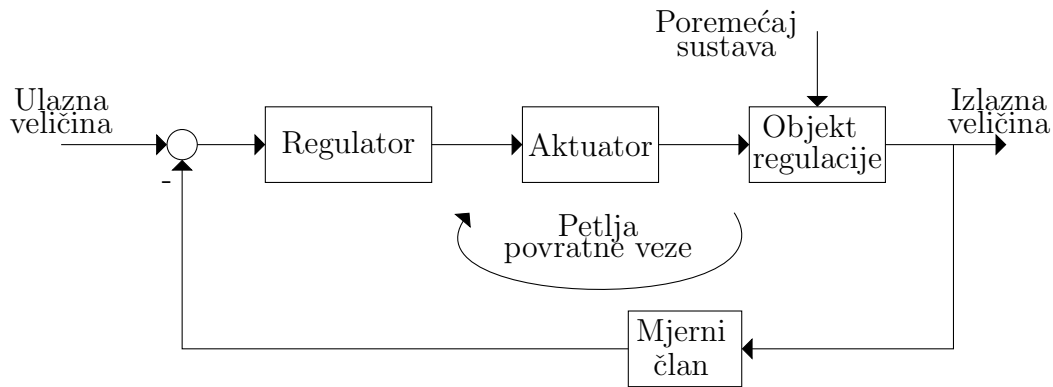 Poremećaj
sustava
Ulazna
veličina
Regulator
Aktuator
Objekt
regulacije
Izlazna
veličina
-
Petlja
povratne veze
Mjerni
član